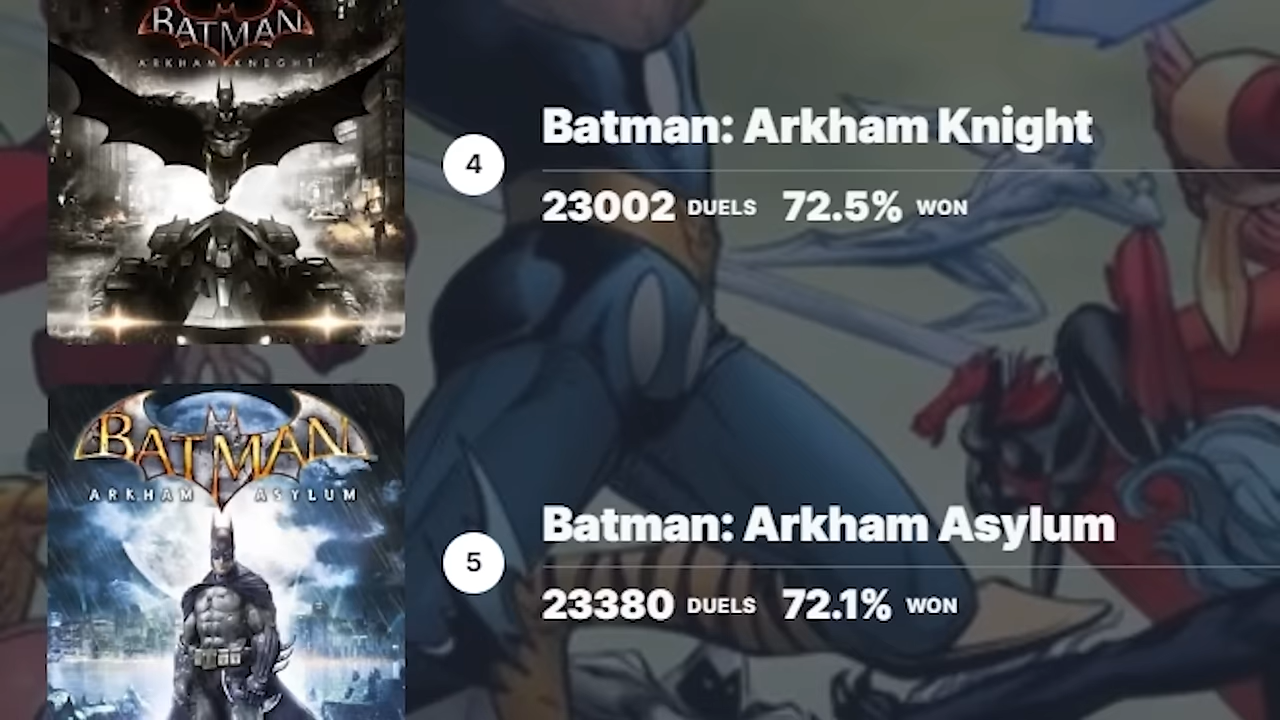 BATMAN
ARKHAM KNIGHT
4
Batman: Arkham Knight
23002 DUELS 72.5% WON
BATMAN
ARKHAM ASYLUM
5
Batman: Arkham Asylum
23380 DUELS 72.1% WON